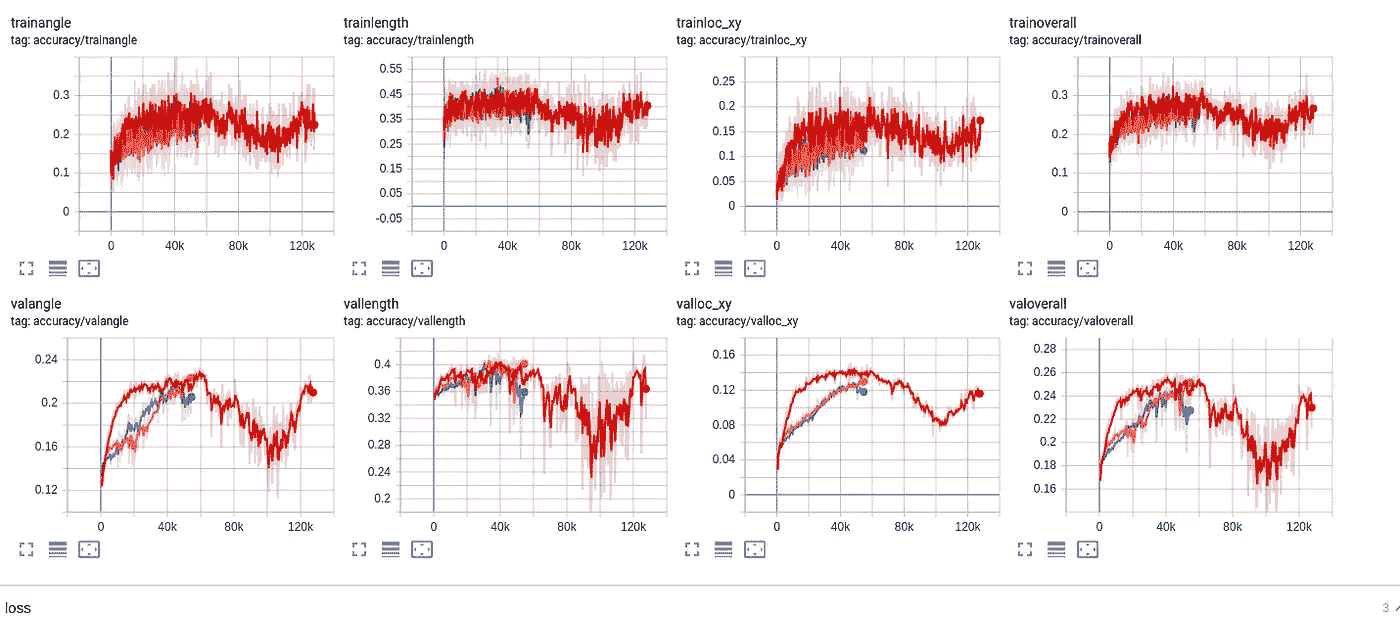 trainangle
tag: accuracy/trainangle
0.3
0.2
0.1
0
0 40k 80k 120k
trainlength
tag: accuracy/trainlength
0.55
0.45
0.35
0.25
0.15
0.05
-0.05
0 40k 80k 120k
trainloc_xy
tag: accuracy/trainloc_xy
0.25
0.2
0.15
0.1
0.05
0
0 40k 80k 120k
trainoverall
tag: accuracy/trainoverall
0.3
0.2
0.1
0
0 40k 80k 120k
valangle
tag: accuracy/valangle
0.24
0.2
0.16
0.12
0 40k 80k 120k
vallength
tag: accuracy/vallength
0.4
0.36
0.32
0.28
0.24
0.2
0 40k 80k 120k
valloc_xy
tag: accuracy/valloc_xy
0.16
0.12
0.08
0.04
0
0 40k 80k 120k
valoverall
tag: accuracy/valoverall
0.28
0.26
0.24
0.22
0.2
0.18
0.16
0 40k 80k 120k
loss
3